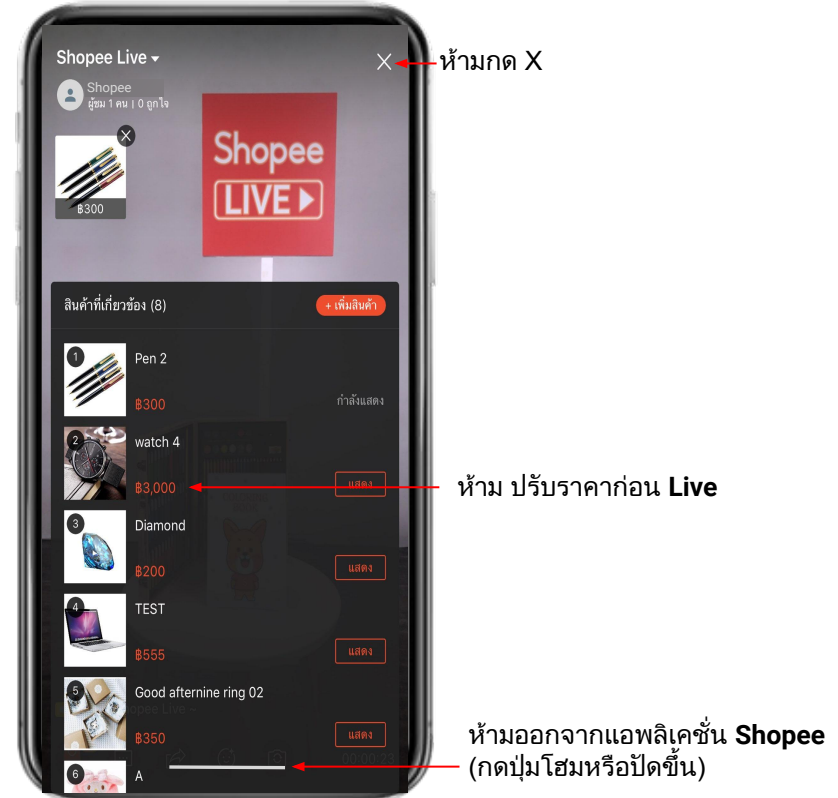 Shopee Live
ห้ามกด X
Shopee
ผู้ชม 1 คน | 0 ถูกใจ
Shopee
LIVE
฿300
สินค้าที่เกี่ยวข้อง (8)
+ เพิ่มสินค้า
1
Pen 2
฿300
กำลังแสดง
2
watch 4
฿3,000
แสดง
ห้าม ปรับราคาก่อน Live
3
Diamond
฿200
แสดง
4
TEST
฿555
แสดง
5
Good afternine ring 02
฿350
แสดง
ห้ามออกจากแอพลิเคชั่น Shopee
(กดปุ่มโฮมหรือปัดขึ้น)
00:00:23
6
A